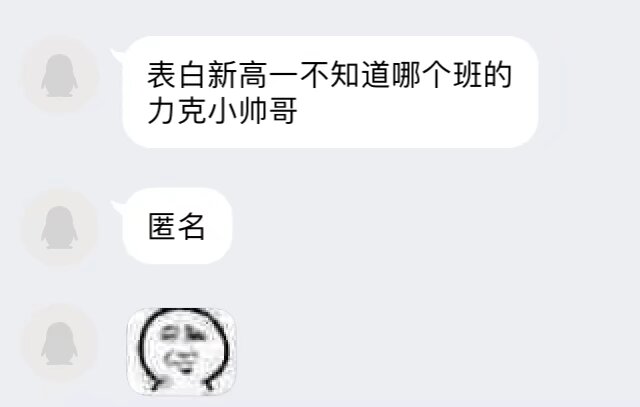 表白新高一不知道哪个班的
力克小帅哥
匿名